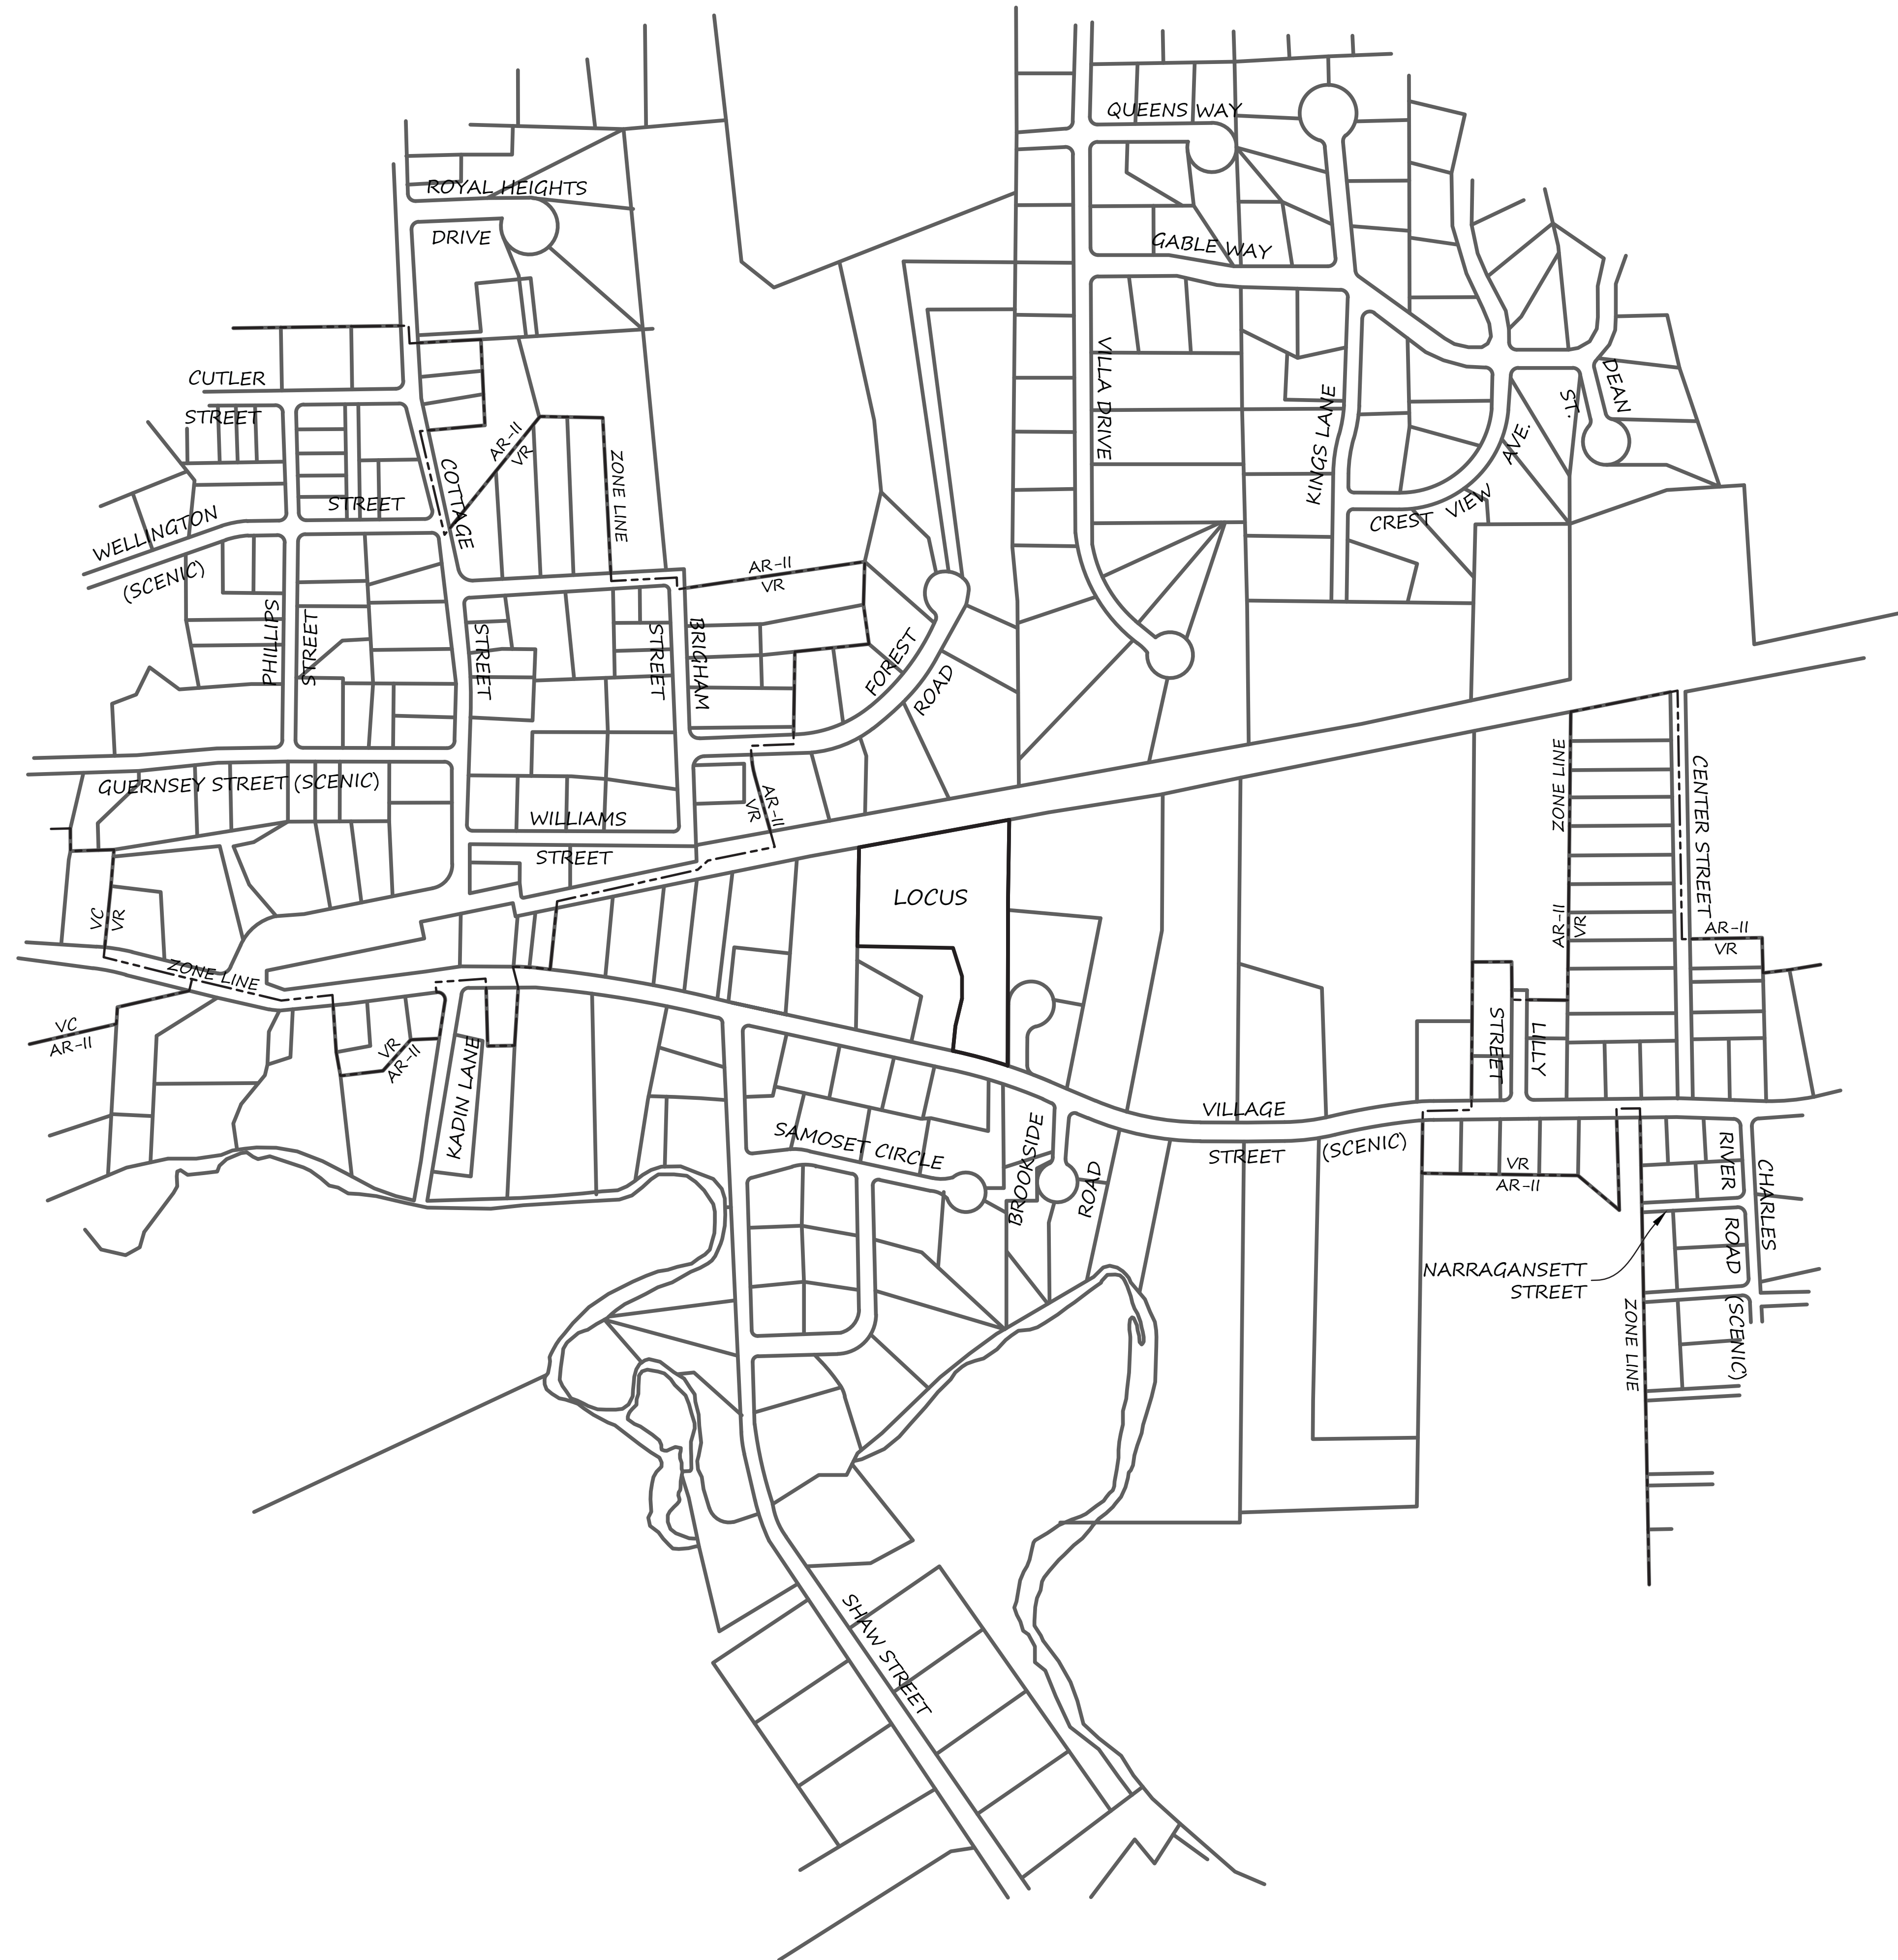 QUEENS WAY
ROYAL HEIGHTS
DRIVE
GABLE WAY
VILLA DRIVE
KINGS LANE
DEAN
ST.
CREST VIEW AVE.
CUTLER
STREET
AR-II
VR
ZONE LINE
COTTAGE
STREET
WELLINGTON
STREET
(SCENIC)
PHILLIPS
STREET
AR-II
VR
BRIGHAM
STREET
FOREST
ROAD
GUERNSEY STREET (SCENIC)
WILLIAMS
STREET
AR-II
VR
LOCUS
ZONE LINE
AR-II
VR
CENTER STREET
AR-II
VR
VC
VR
ZONE LINE
VC
AR-II
VR
AR-II
KADIN LANE
STREET
LILLY
VILLAGE
STREET
(SCENIC)
SAMOSET CIRCLE
BROOKSIDE
ROAD
VR
AR-II
RIVER
ROAD
(SCENIC)
CHARLES
NARRAGANSETT
STREET
ZONE LINE
SHAW STREET